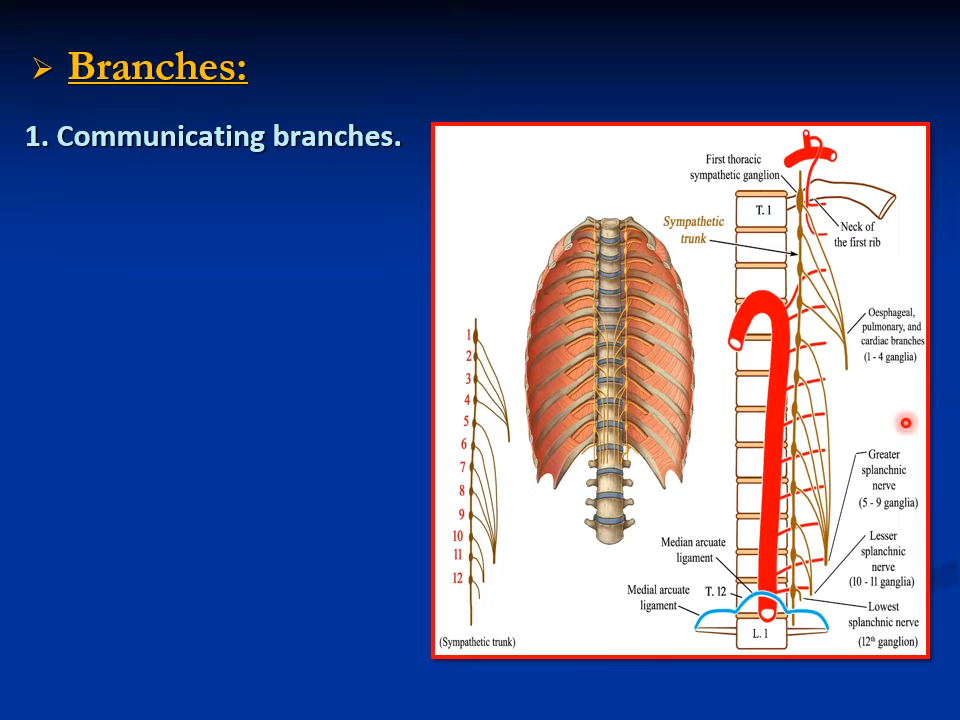 Branches:
1. Communicating branches.
First thoracic
sympathetic ganglion
T. 1
Sympathetic
trunk
Neck of
the first rib
Oesphageal,
pulmonary, and
cardiac branches
(1 - 4 ganglia)
1
2
3
4
5
6
7
8
9
10
11
12
Greater
splanchnic
nerve
(5 - 9 ganglia)
Lesser
splanchnic
nerve
(10 - 11 ganglia)
Median arcuate
ligament
Medial arcuate
ligament
T. 12
Lowest
splanchnic nerve
(12th ganglion)
L. 1
(Sympathetic trunk)